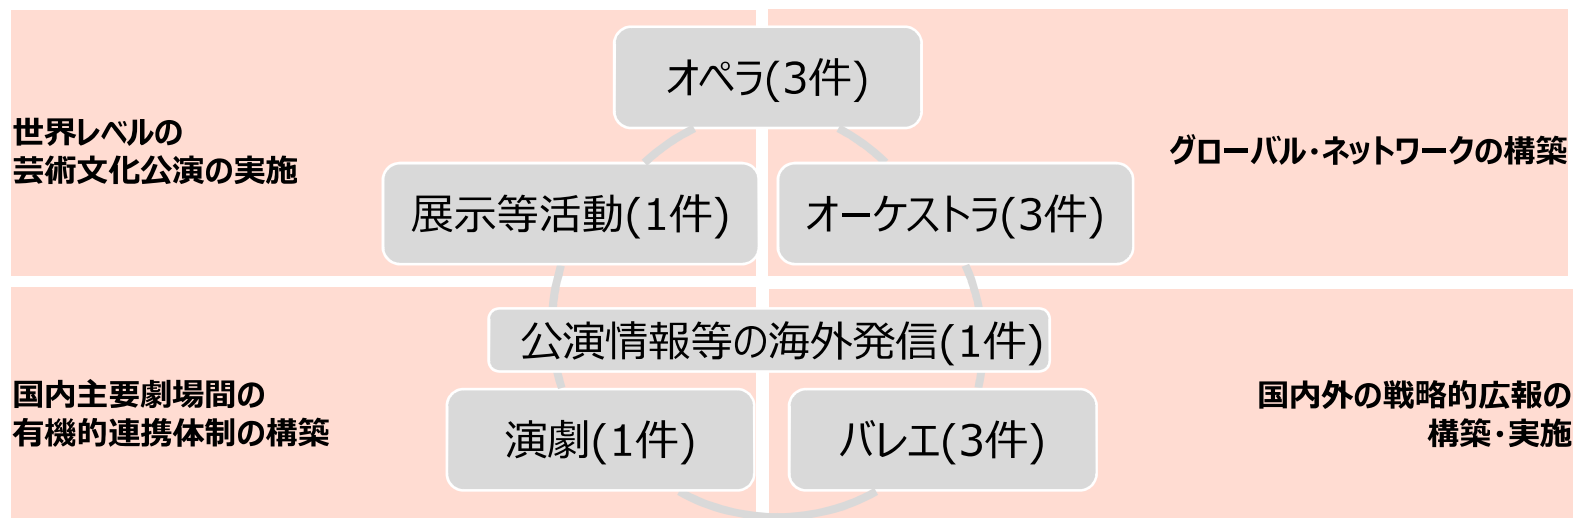 オペラ(3件)
世界レベルの
芸術文化公演の実施
グローバル・ネットワークの構築
展示等活動(1件)
オーケストラ(3件)
公演情報等の海外発信(1件)
国内主要劇場間の
有機的連携体制の構築
国内外の戦略的広報の
構築・実施
演劇(1件)
バレエ(3件)